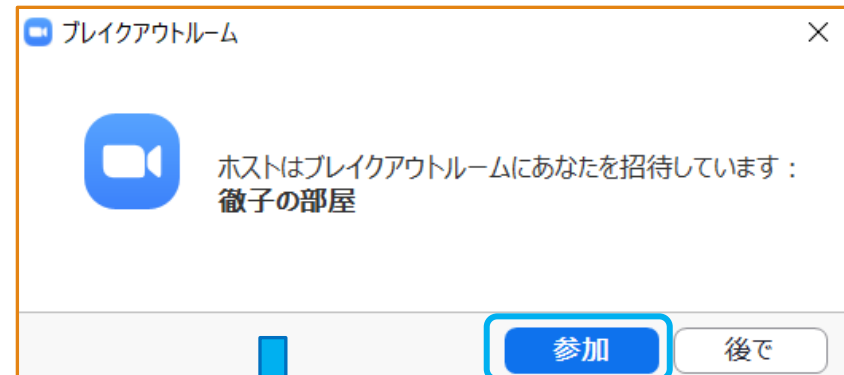 ブレイクアウトルーム
ホストはブレイクアウトルームにあなたを招待しています：
徹子の部屋
参加 後で